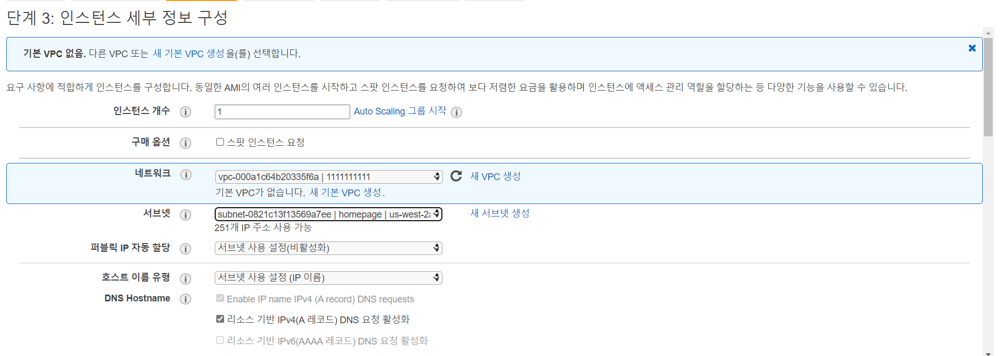 단계 3: 인스턴스 세부 정보 구성
기본 VPC 없음. 다른 VPC 또는 새 기본 VPC 생성을(를) 선택합니다.
요구 사항에 적합하게 인스턴스를 구성합니다. 동일한 AMI의 여러 인스턴스를 시작하고 스팟 인스턴스를 요청하여 보다 저렴한 요금을 활용하며 인스턴스에 액세스 관리 역할을 할당하는 등 다양한 기능을 사용할 수 있습니다.
인스턴스 개수 1 Auto Scaling 그룹 시작
구매 옵션 스팟 인스턴스 요청
네트워크 vpc-000a1c64b20335f6a | 1111111111 새 VPC 생성
기본 VPC가 없습니다. 새 기본 VPC 생성.
서브넷 subnet-0821c13f13569a7ee | homepage | us-west-2a 새 서브넷 생성
251개 IP 주소 사용 가능
퍼블릭 IP 자동 할당 서브넷 사용 설정(비활성화)
호스트 이름 유형 서브넷 사용 설정 (IP 이름)
DNS Hostname Enable IP name IPv4 (A record) DNS requests
리소스 기반 IPv4(A 레코드) DNS 요청 활성화
리소스 기반 IPv6(AAAA 레코드) DNS 요청 활성화